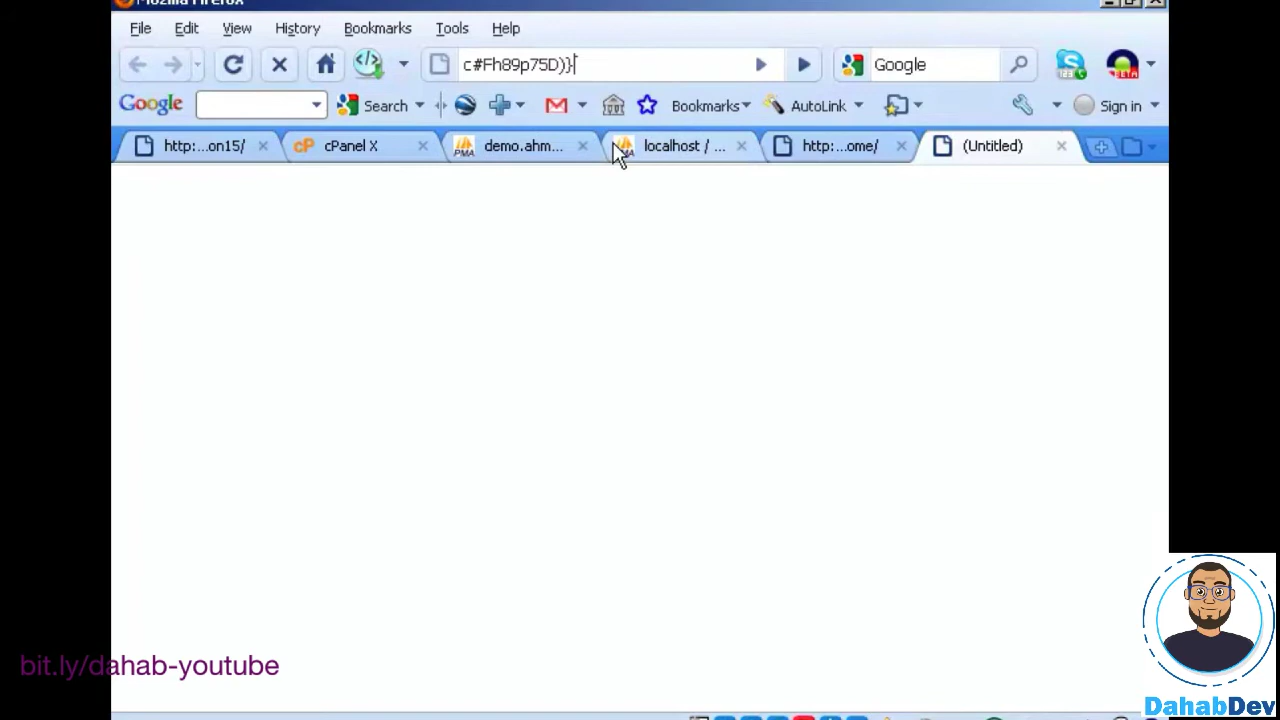 Mozilla Firefox
File Edit View History Bookmarks Tools Help
c#Fh89p75D)}
Google
Google Search Bookmarks AutoLink Sign in
http:...on15/ cPanel X demo.ahm... localhost / ... http:...ome/ (Untitled)
bit.ly/dahab-youtube
DahabDev